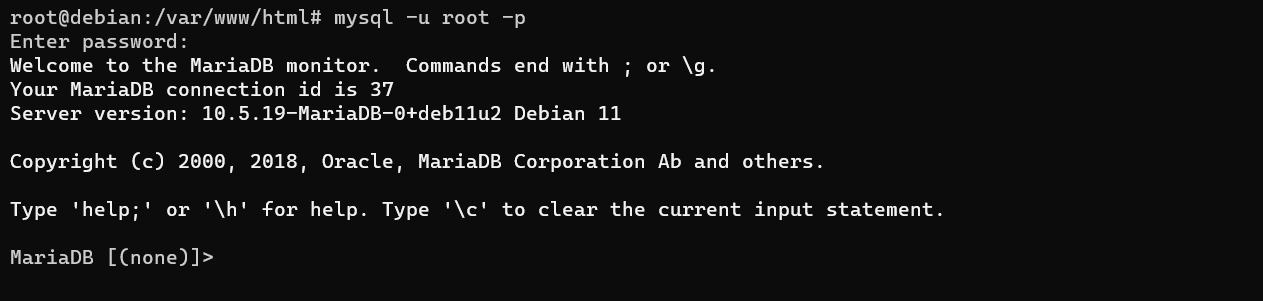 root@debian:/var/www/html# mysql -u root -p
Enter password:
Welcome to the MariaDB monitor.  Commands end with ; or \g.
Your MariaDB connection id is 37
Server version: 10.5.19-MariaDB-0+deb11u2 Debian 11
Copyright (c) 2000, 2018, Oracle, MariaDB Corporation Ab and others.
Type 'help;' or '\h' for help. Type '\c' to clear the current input statement.
MariaDB [(none)]>